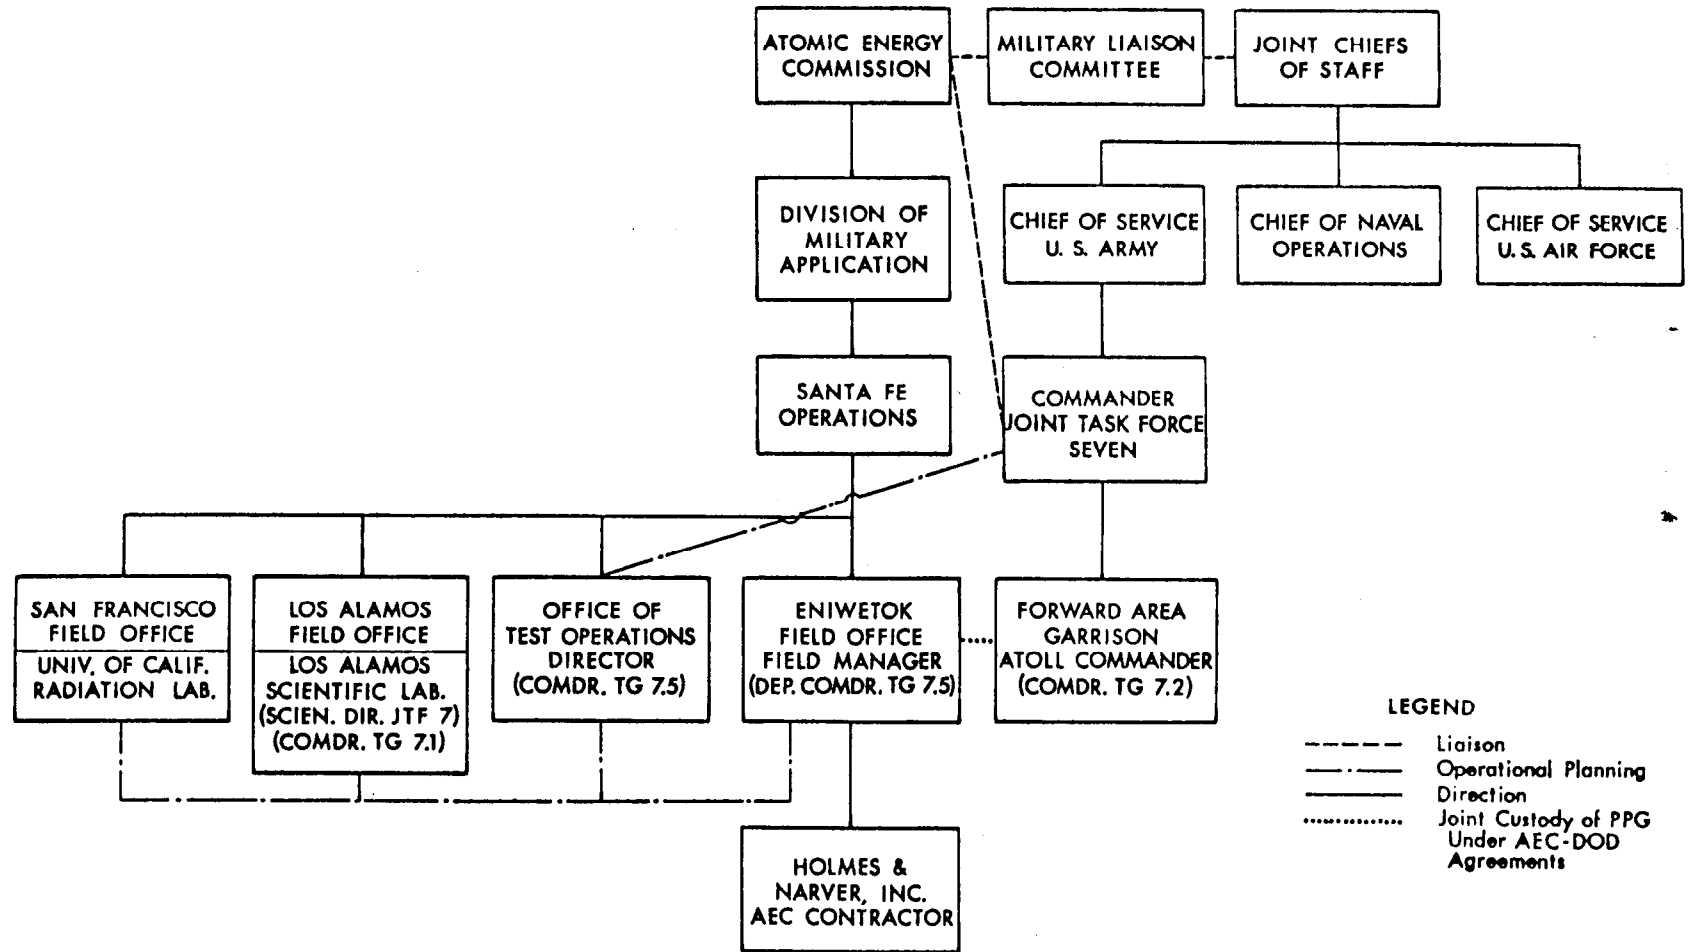 ATOMIC ENERGY
COMMISSION
MILITARY LIAISON
COMMITTEE
JOINT CHIEFS
OF STAFF
DIVISION OF
MILITARY
APPLICATION
CHIEF OF SERVICE
U. S. ARMY
CHIEF OF NAVAL
OPERATIONS
CHIEF OF SERVICE
U. S. AIR FORCE
SANTA FE
OPERATIONS
COMMANDER
JOINT TASK FORCE
SEVEN
SAN FRANCISCO
FIELD OFFICE
UNIV. OF CALIF.
RADIATION LAB.
LOS ALAMOS
FIELD OFFICE
LOS ALAMOS
SCIENTIFIC LAB.
(SCIEN. DIR. JTF 7)
(COMDR. TG 7.1)
OFFICE OF
TEST OPERATIONS
DIRECTOR
(COMDR. TG 7.5)
ENIWETOK
FIELD OFFICE
FIELD MANAGER
(DEP. COMDR. TG 7.5)
FORWARD AREA
GARRISON
ATOLL COMMANDER
(COMDR. TG 7.2)
HOLMES &
NARVER, INC.
AEC CONTRACTOR
LEGEND
Liaison
Operational Planning
Direction
Joint Custody of PPG
Under AEC-DOD
Agreements